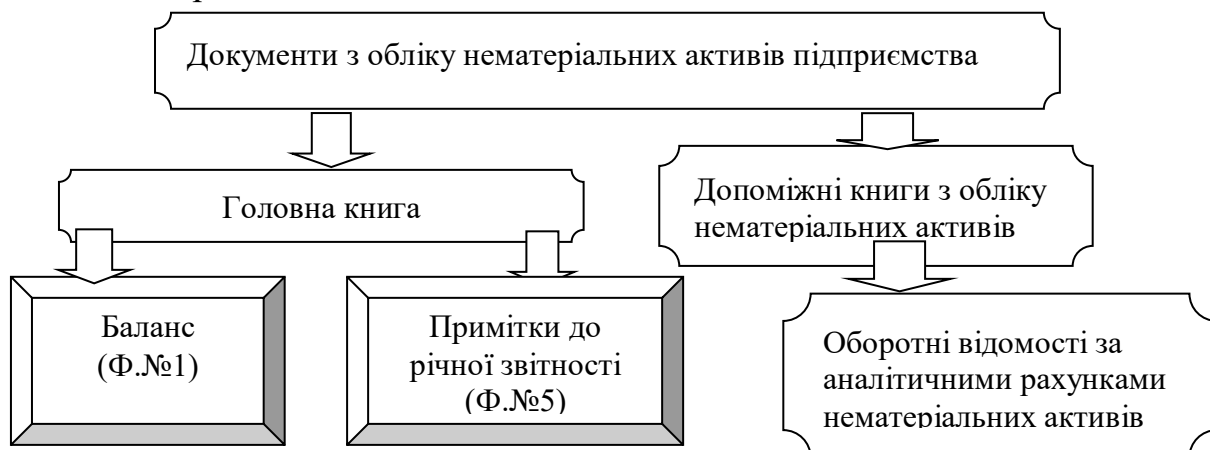 Документи з обліку нематеріальних активів підприємства
Головна книга
Допоміжні книги з обліку
нематеріальних активів
Баланс
(Ф.№1)
Примітки до
річної звітності
(Ф.№5)
Оборотні відомості за
аналітичними рахунками
нематеріальних активів